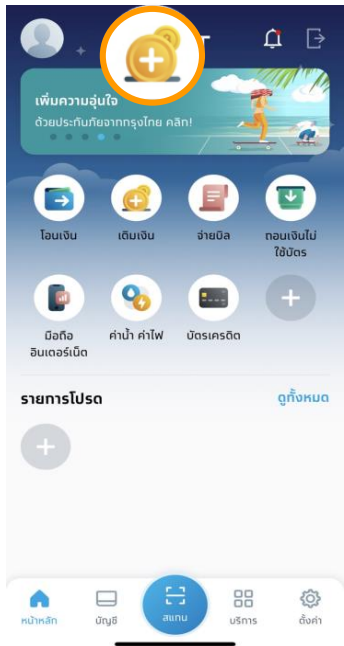 เพิ่มความอุ่นใจ
ด้วยประกันภัยจากกรุงไทย คลิก!
โอนเงิน
เติมเงิน
จ่ายบิล
ถอนเงินไม่
ใช้บัตร
มือถือ
อินเตอร์เน็ต
ค่าน้ำ ค่าไฟ
บัตรเครดิต
รายการโปรด
ดูทั้งหมด
หน้าหลัก
บัญชี
สแกน
บริการ
ตั้งค่า